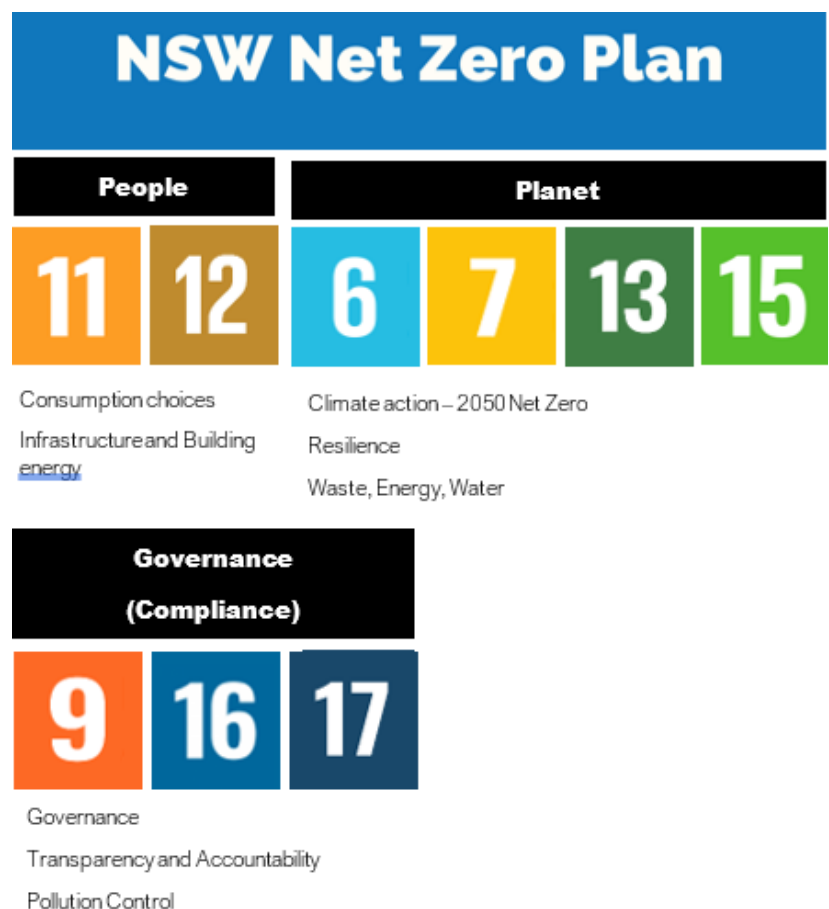 NSW Net Zero Plan
People
Planet
11 12 6 7 13 15
Consumption choices
Infrastructure and Building
energy
Climate action – 2050 Net Zero
Resilience
Waste, Energy, Water
Governance
(Compliance)
9 16 17
Governance
Transparency and Accountability
Pollution Control